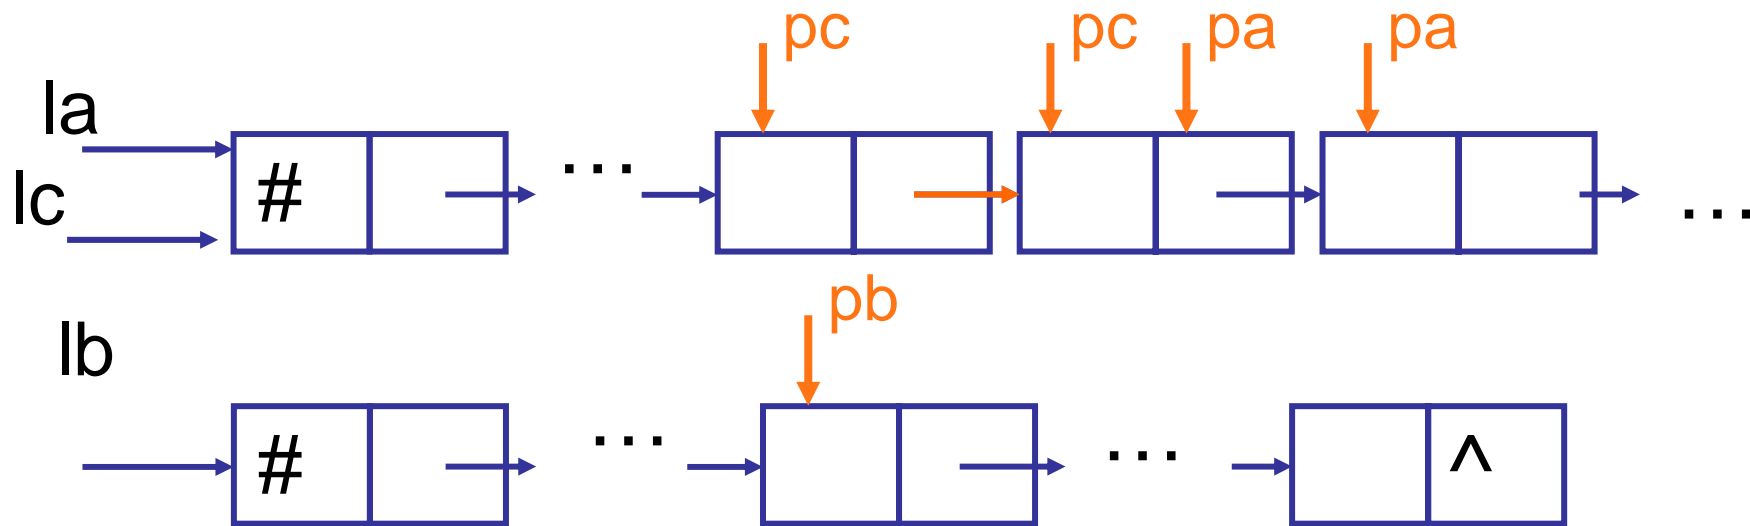 pc pc pa pa
la
# … …
lc
pb
lb
# … … ^